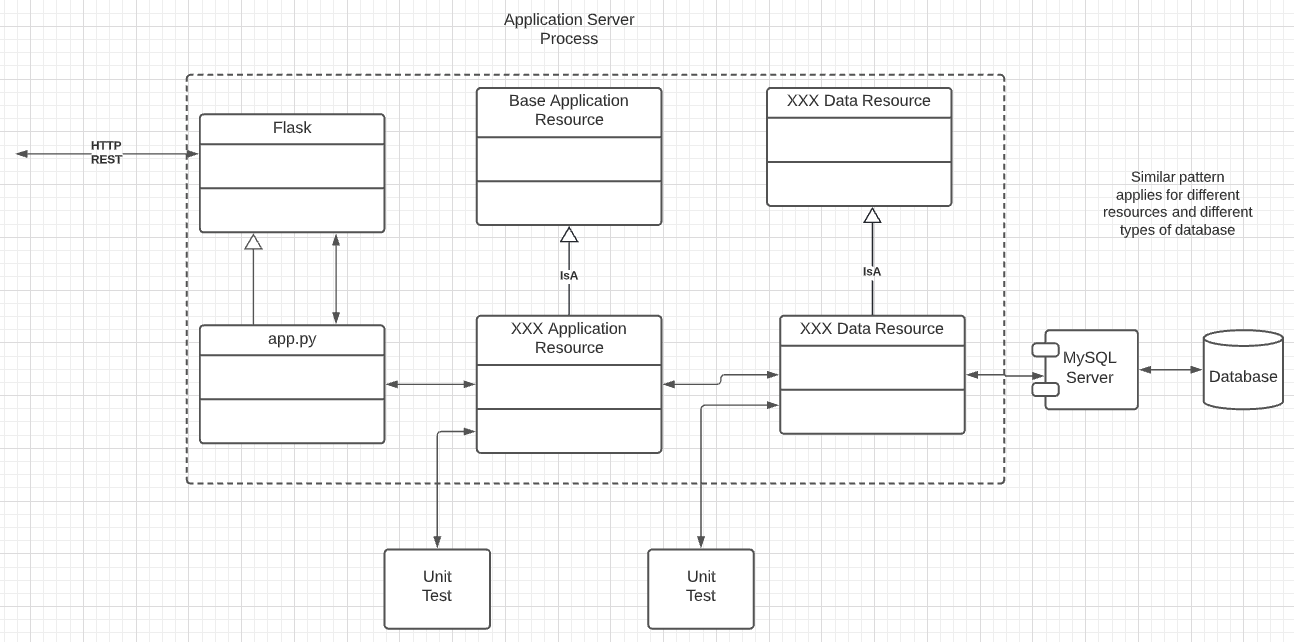 Application Server
Process
Base Application
Resource
XXX Data Resource
Flask
HTTP
REST
Similar pattern
applies for different
resources and different
types of database
IsA
IsA
app.py
XXX Application
Resource
XXX Data Resource
MySQL
Server
Database
Unit
Test
Unit
Test